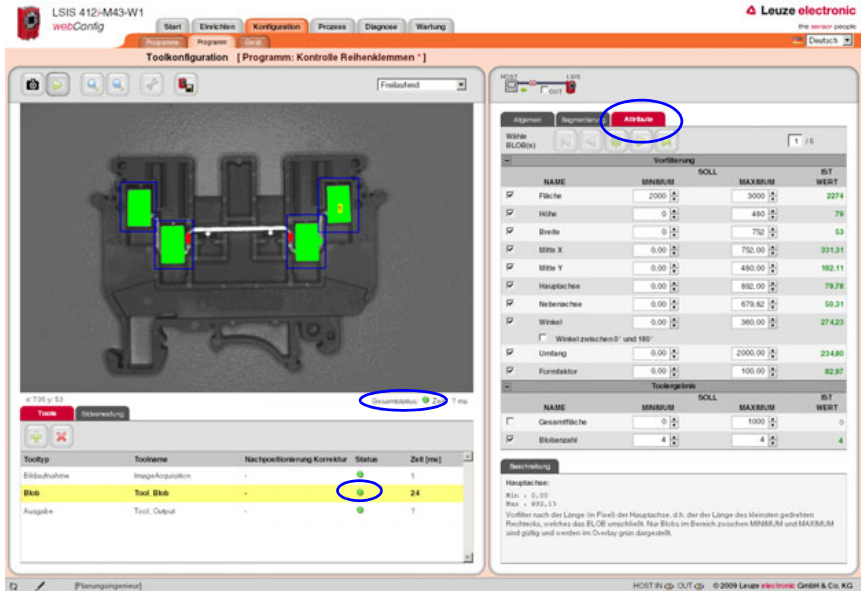 LSIS 412i-M43-W1
webConfig
Start Einrichten Konfiguration Prozess Diagnose Wartung
Leuze electronic
the sensor people
Programme Programm Gerät
Deutsch
Toolkonfiguration [Programm: Kontrolle Reihenklemmen *]
Freilaufend
HOST LSIS
OUT
Allgemein Segmentierung Attribute
Wähle
BLOB(s)
1 / 6
Vorfilterung
SOLL IST
NAME MINIMUM MAXIMUM WERT
Fläche 2000 3000 2274
Höhe 0 480 79
Breite 0 752 53
Mitte X 0.00 752.00 331,31
Mitte Y 0.00 480.00 182,11
Hauptachse 0.00 892.00 79,78
Nebenachse 0.00 679.82 50,31
Winkel 0.00 360.00 274,23
Winkel zwischen 0° und 180°
Umfang 0.00 2000.00 234,80
Formfaktor 0.00 100.00 82,97
Toolergebnis
SOLL IST
NAME MINIMUM MAXIMUM WERT
Gesamtfläche 0 1000 0
Blobanzahl 4 4 4
Beschreibung
Hauptachse:
Min : 0.00
Max : 892.15
Vorfilter nach der Länge (in Pixel) der Hauptachse, d.h. der der Länge des kleinsten gedrehten
Rechtecks, welches das BLOB umschließt. Nur Blobs im Bereich zwischen MINIMUM und MAXIMUM
sind gültig und werden im Overlay grün dargestellt.
x:735 y:53
Gesamtstatus: Zeit: ? ms
Tools Bildverwaltung
Tooltyp Toolname Nachpositionierung Korrektur Status Zeit [ms]
Bildaufnahme ImageAcquisition - 1
Blob Tool_Blob - 24
Ausgabe Tool_Output - ?
[Planungsingenieur]
HOST IN OUT © 2009 Leuze electronic GmbH & Co. KG